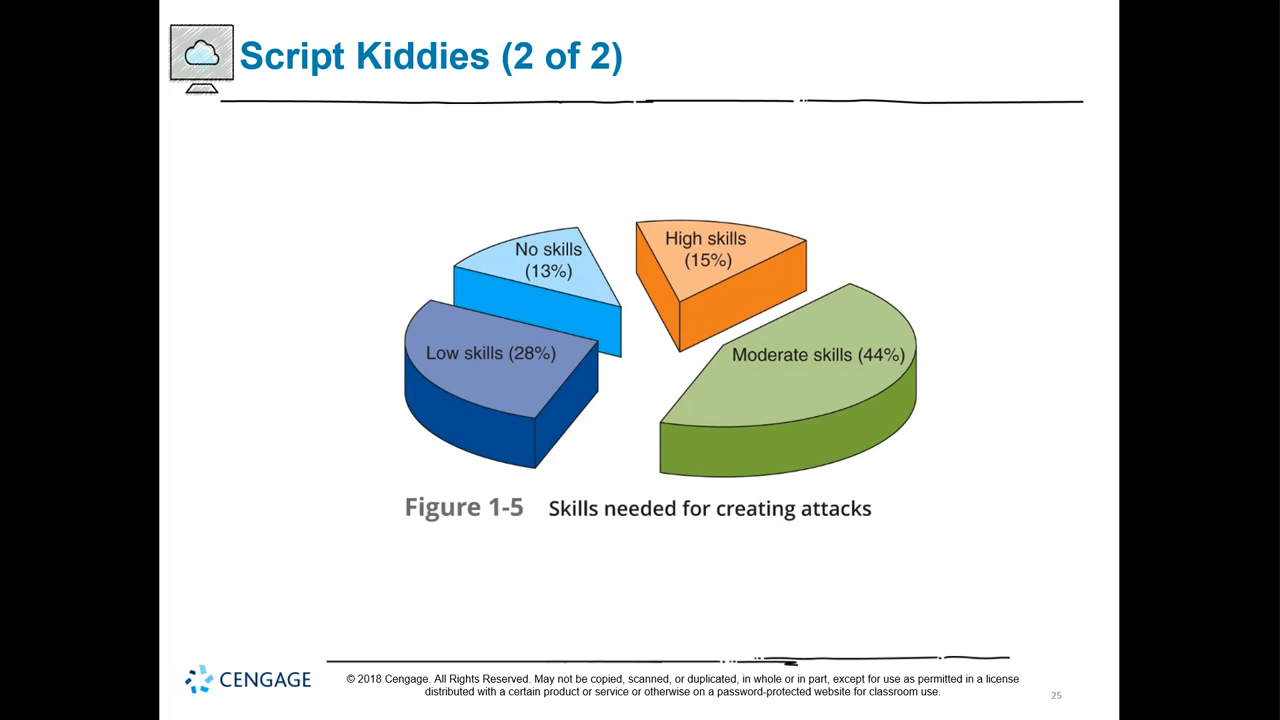 Script Kiddies (2 of 2)
No skills
(13%)
High skills
(15%)
Low skills (28%)
Moderate skills (44%)
Figure 1-5 Skills needed for creating attacks
CENGAGE
© 2018 Cengage. All Rights Reserved. May not be copied, scanned, or duplicated, in whole or in part, except for use as permitted in a license
distributed with a certain product or service or otherwise on a password-protected website for classroom use.
25